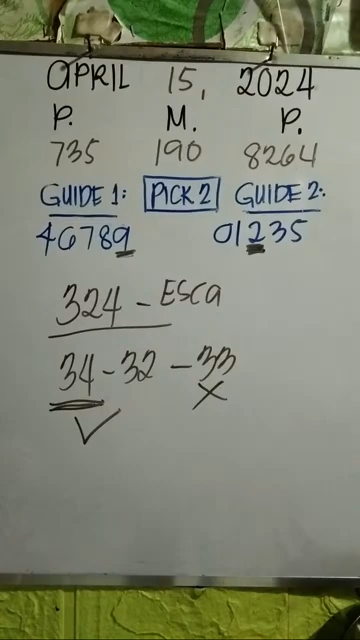 APRIL 15, 2024
P. M. P.
735 190 8264
GUIDE 1: PICK 2 GUIDE 2:
46789 01235
324 - ESCA
34 - 32 - 33